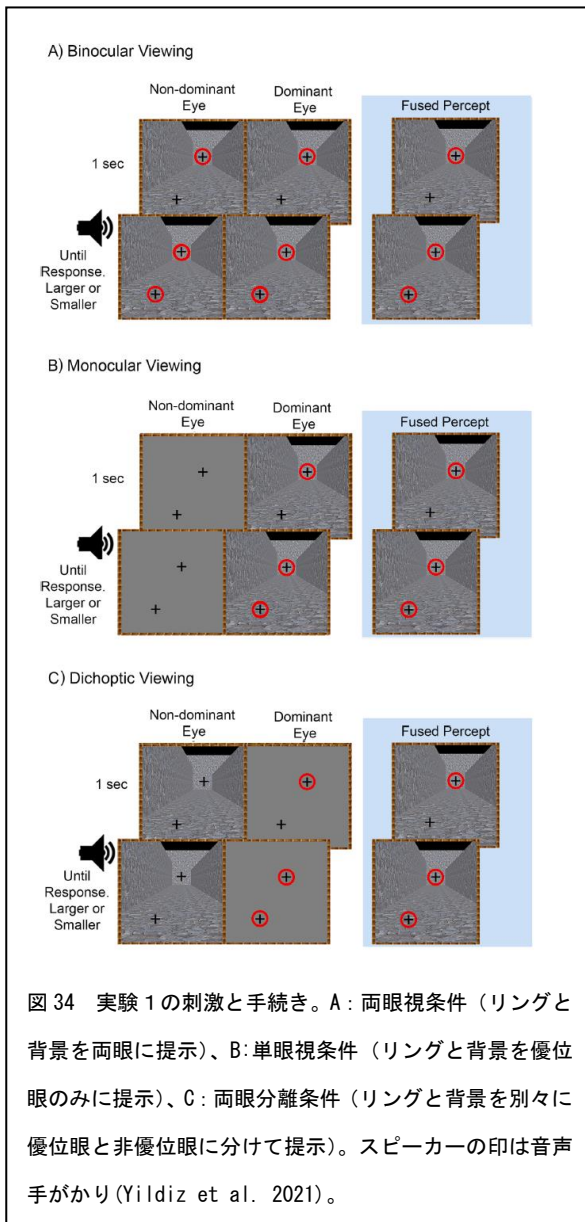 A) Binocular Viewing
Non-dominant
Eye
Dominant
Eye
Fused Percept
1 sec
Until
Response.
Larger or
Smaller
B) Monocular Viewing
Non-dominant
Eye
Dominant
Eye
Fused Percept
1 sec
Until
Response.
Larger or
Smaller
C) Dichoptic Viewing
Non-dominant
Eye
Dominant
Eye
Fused Percept
1 sec
Until
Response.
Larger or
Smaller
図 34　実験１の刺激と手続き。A：両眼視条件（リングと
背景を両眼に提示）、B:単眼視条件（リングと背景を優位
眼のみに提示）、C：両眼分離条件（リングと背景を別々に
優位眼と非優位眼に分けて提示）。スピーカーの印は音声
手がかり(Yildiz et al. 2021)。